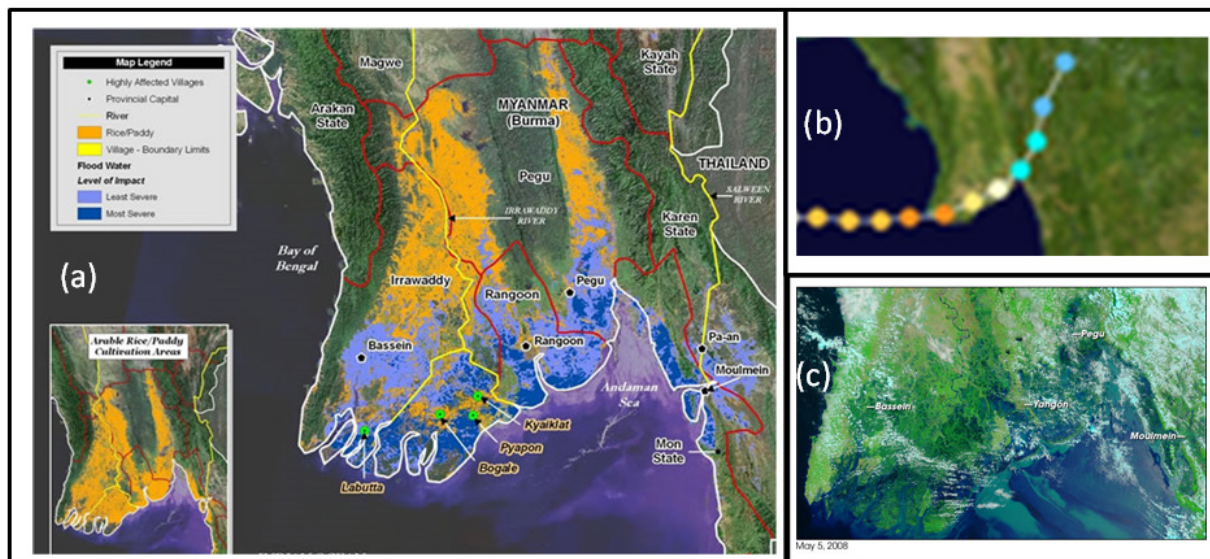 (a)
Map Legend
Highly Affected Villages
Provincial Capital
River
Rice/Paddy
Village - Boundary Limits
Flood Water
Level of Impact
Least Severe
Most Severe
Magwe
Kayah
State
Arakan
State
MYANMAR
(Burma)
THAILAND
Pegu
SALWEEN
RIVER
IRRAWADDY
RIVER
Karen
State
Bay of
Bengal
Irrawaddy
Rangoon
Pegu
Bassein
Rangoon
Pa-an
Moulmein
Andaman
Sea
Kyaiklat
Pyapon
Bogale
Labutta
Mon
State
Arable Rice/Paddy
Cultivation Areas
(b)
(c)
Pegu
Bassein
Yangon
Moulmein
May 5, 2008